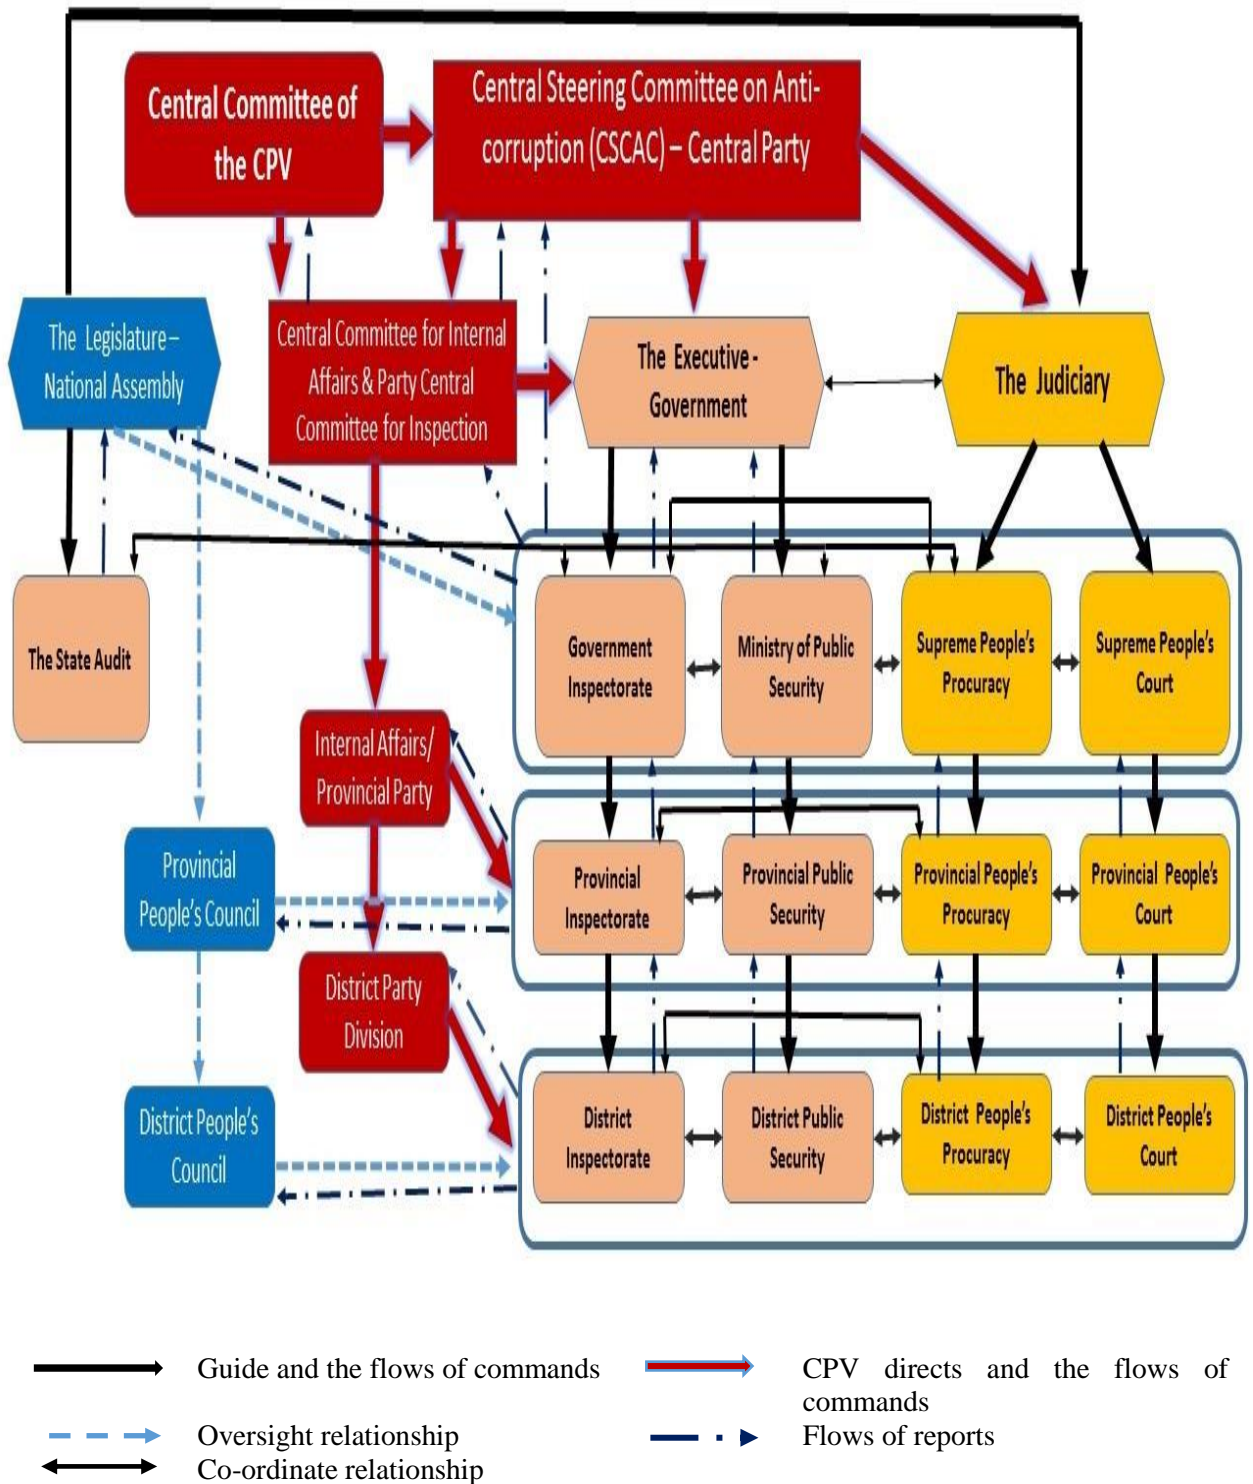 Central Committee of
the CPV
Central Steering Committee on Anti-
corruption (CSCAC) – Central Party
The Legislature –
National Assembly
Central Committee for Internal
Affairs & Party Central
Committee for Inspection
The Executive -
Government
The Judiciary
The State Audit
Government
Inspectorate
Ministry of Public
Security
Supreme People's
Procuracy
Supreme People's
Court
Internal Affairs/
Provincial Party
Provincial
People's Council
Provincial
Inspectorate
Provincial Public
Security
Provincial People's
Procuracy
Provincial People's
Court
District Party
Division
District People's
Council
District
Inspectorate
District Public
Security
District People's
Procuracy
District People's
Court
Guide and the flows of commands
CPV directs and the flows of
commands
Oversight relationship
Flows of reports
Co-ordinate relationship